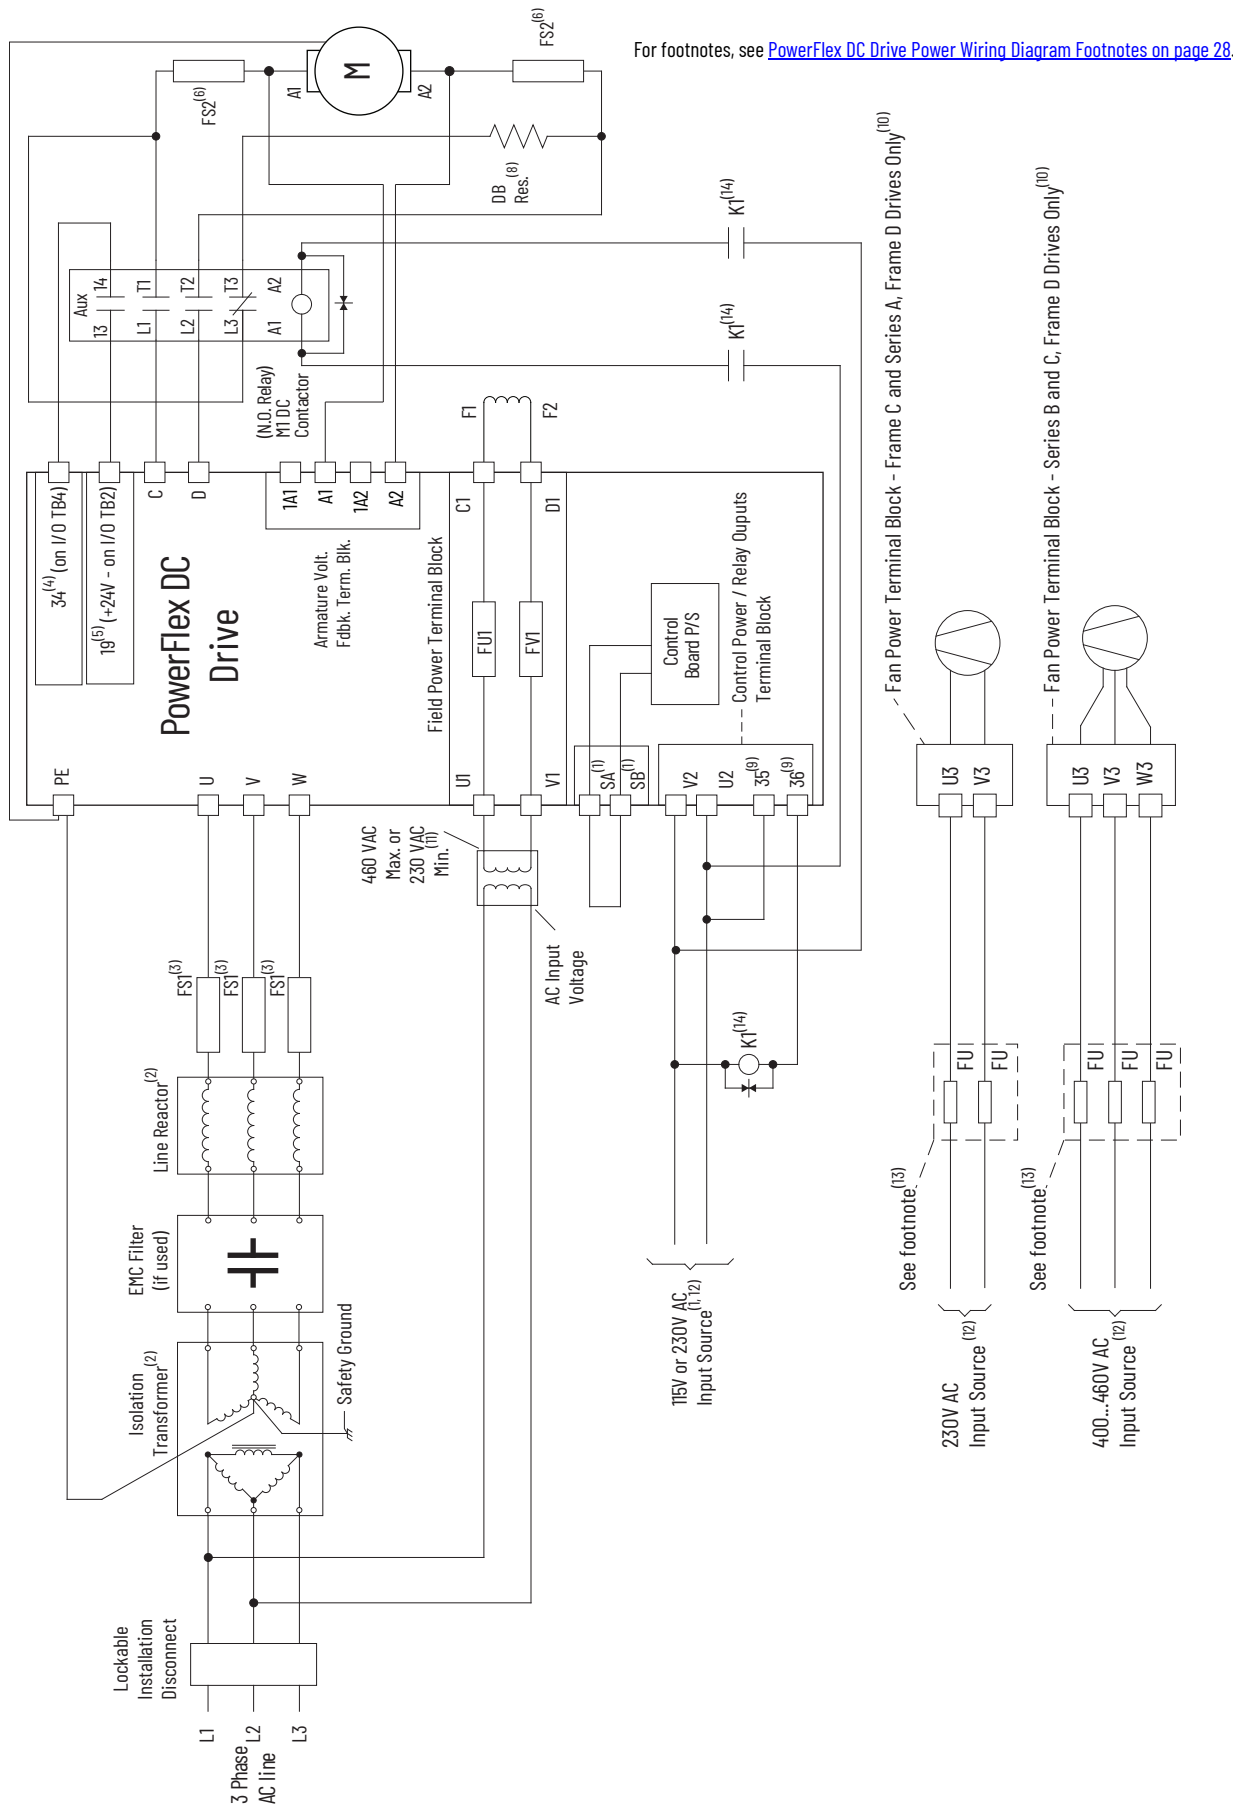 For footnotes, see PowerFlex DC Drive Power Wiring Diagram Footnotes on page 28.
3 Phase
AC line
L1
L2
L3
Lockable
Installation
Disconnect
Isolation
Transformer(2)
Safety Ground
EMC Filter
(if used)
Line Reactor(2)
FS1(3)
FS1(3)
FS1(3)
PE
U
V
W
PowerFlex DC
Drive
34(4) (on I/O TB4)
19(5) (+24V - on I/O TB2)
C
D
1A1
A1
1A2
A2
Armature Volt.
Fdbk. Term. Blk.
Field Power Terminal Block
U1
V1
FU1
FV1
C1
D1
F1
F2
460 VAC
Max. or
230 VAC
Min. (11)
AC Input
Voltage
SA(1)
SB(1)
Control
Board P/S
V2
U2
35(9)
36(9)
Control Power / Relay Ouputs
Terminal Block
(N.O. Relay)
M1 DC
Contactor
Aux
13
14
L1
T1
L2
T2
L3
T3
A1
A2
FS2(6)
A1
M
A2
FS2(6)
DB (8)
Res.
K1(14)
K1(14)
K1(14)
115V or 230V AC
Input Source(1, 12)
Fan Power Terminal Block - Frame C and Series A, Frame D Drives Only(10)
U3
V3
FU
FU
See footnote(13)
230V AC
Input Source (12)
Fan Power Terminal Block - Series B and C, Frame D Drives Only(10)
U3
V3
W3
FU
FU
FU
See footnote(13)
400...460V AC
Input Source (12)